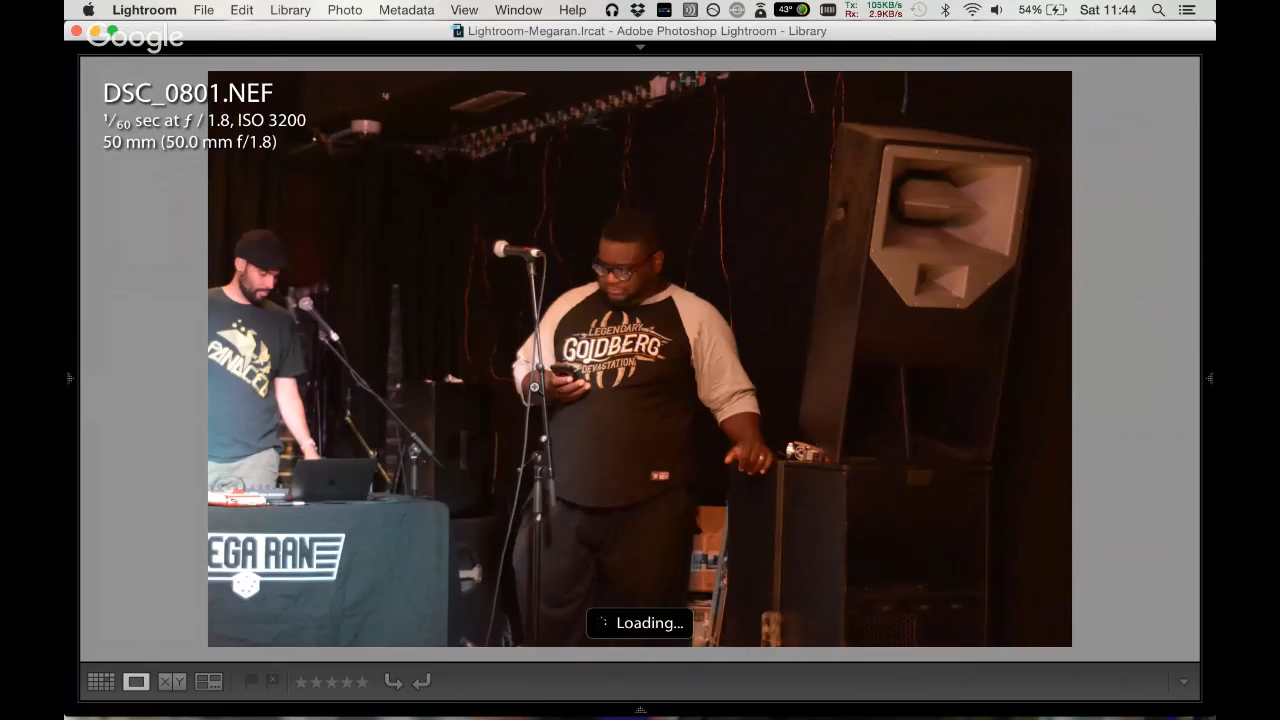 Lightroom File Edit Library Photo Metadata View Window Help 43° Tx: 105KB/s Rx: 2.9KB/s 54% Sat 11:44
Google
Lightroom-Megaran.lrcat - Adobe Photoshop Lightroom - Library
DSC_0801.NEF
1/60 sec at ƒ / 1.8, ISO 3200
50 mm (50.0 mm f/1.8)
LEGENDARY
GOLDBERG
DEVASTATION
PANACEA
EGA RAN
Loading...
XY